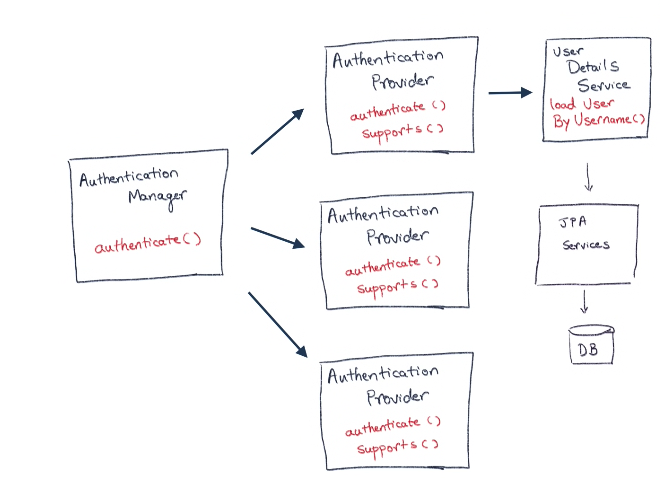 Authentication
Manager
authenticate()
Authentication
Provider
authenticate()
supports()
Authentication
Provider
authenticate()
supports()
Authentication
Provider
authenticate()
supports()
User
Details
Service
load User
By Username()
JPA
Services
DB